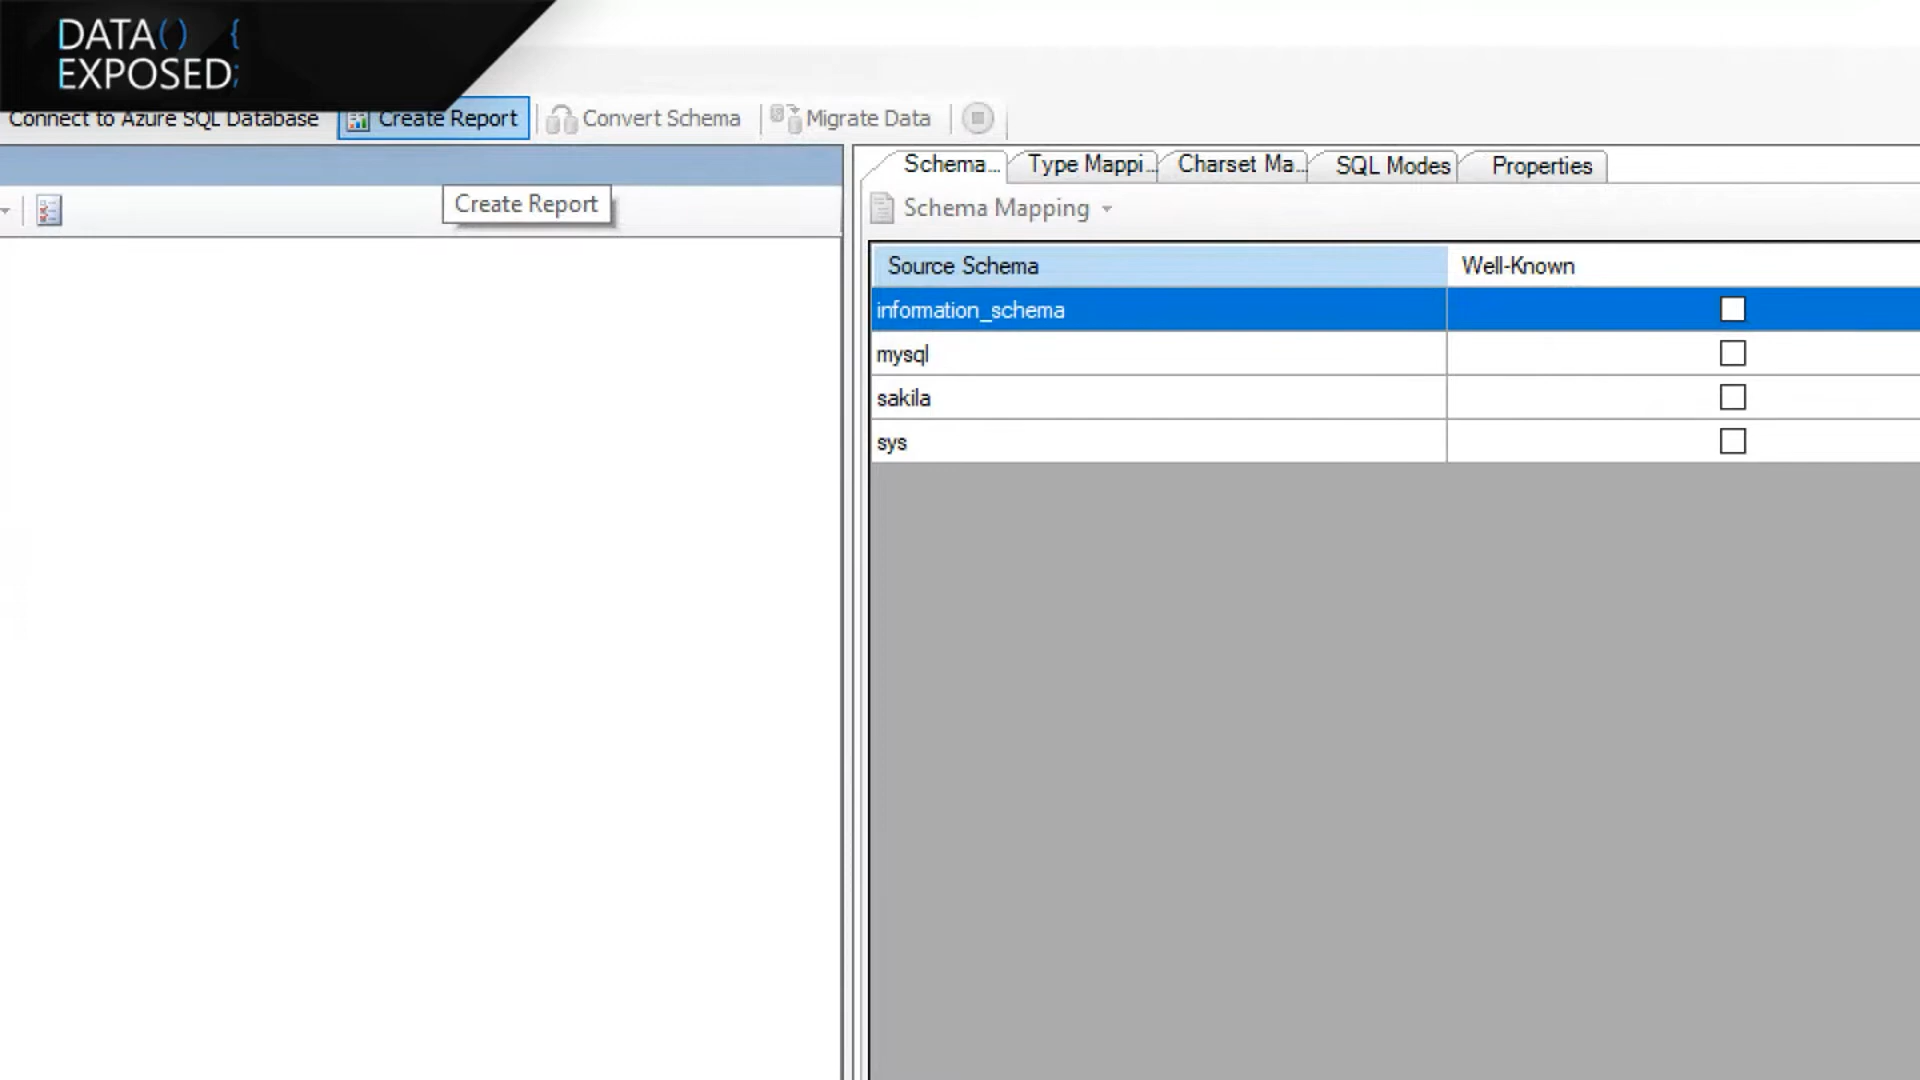 DATA() {
EXPOSED;
Connect to Azure SQL Database Create Report Convert Schema Migrate Data
Create Report
Schema... Type Mappi... Charset Ma... SQL Modes Properties
Schema Mapping
Source Schema Well-Known
information_schema
mysql
sakila
sys